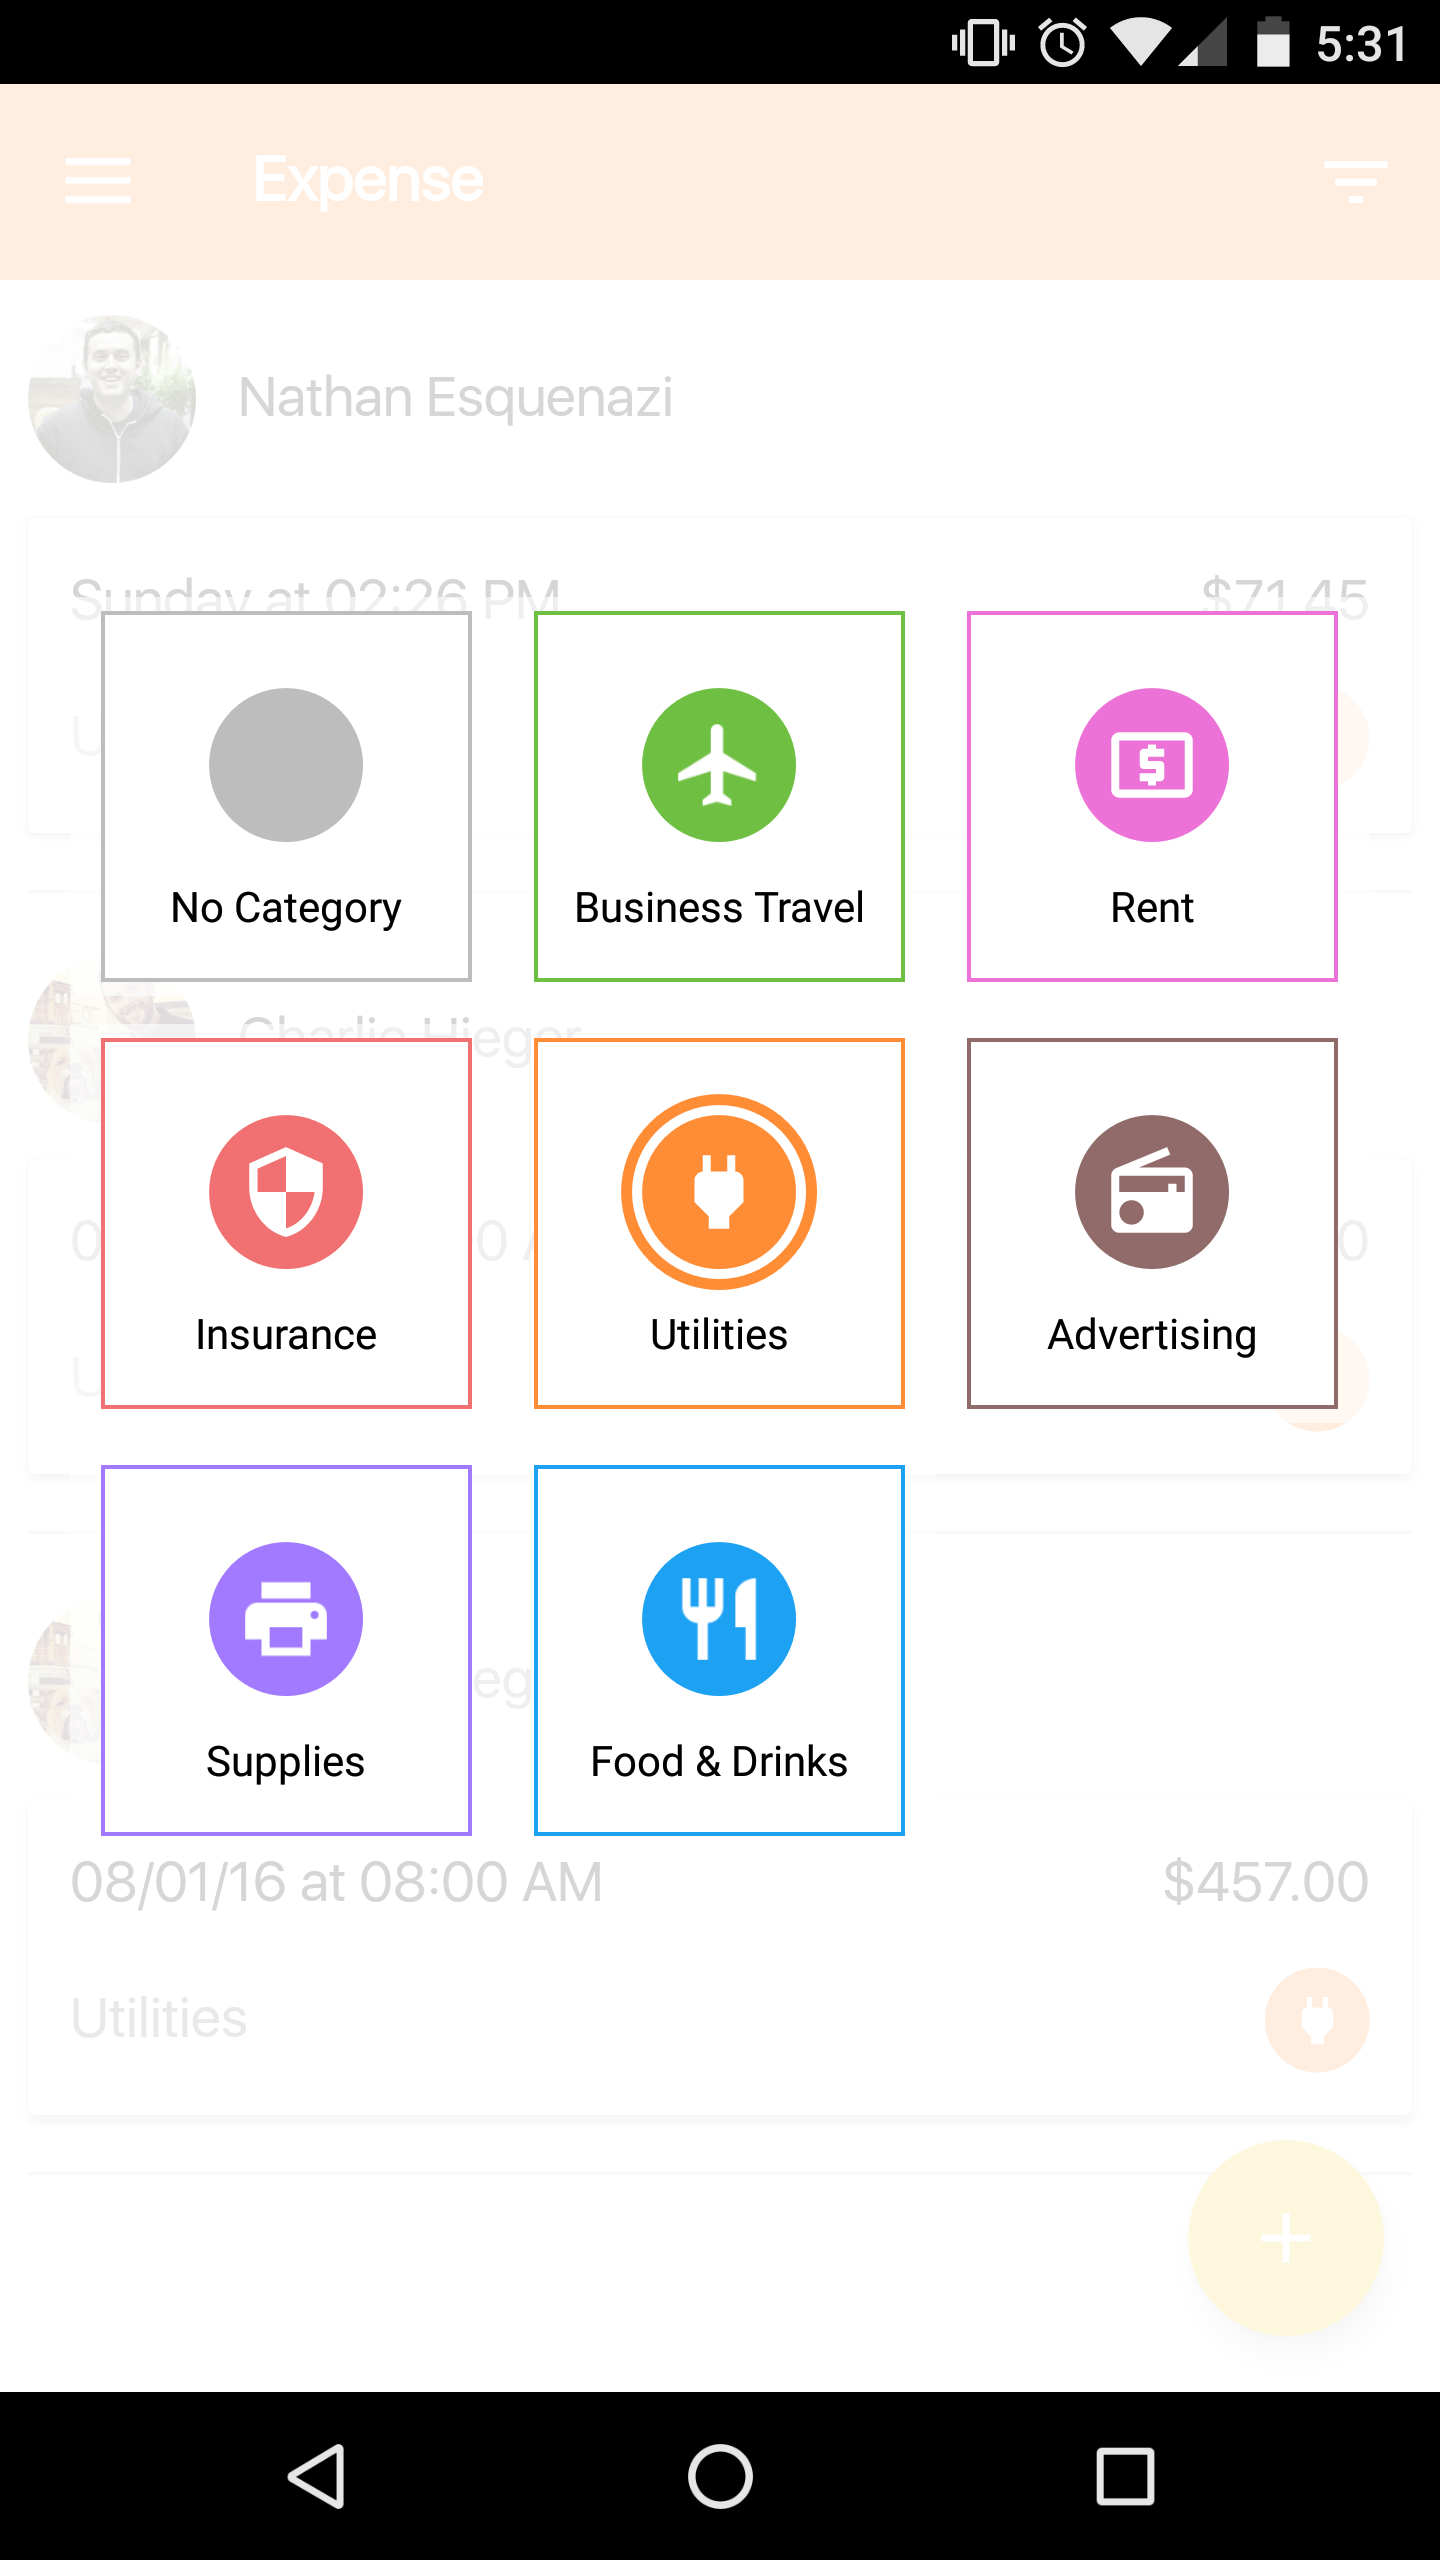 5:31
Expense
Nathan Esquenazi
Sunday at 02:26 PM $71.45
No Category Business Travel Rent
Charlie Hieger
Insurance Utilities Advertising
Supplies Food & Drinks
08/01/16 at 08:00 AM $457.00
Utilities